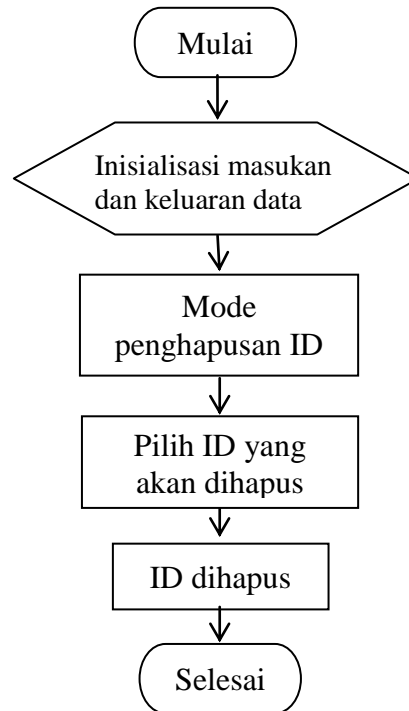 Mulai
Inisialisasi masukan
dan keluaran data
Mode
penghapusan ID
Pilih ID yang
akan dihapus
ID dihapus
Selesai